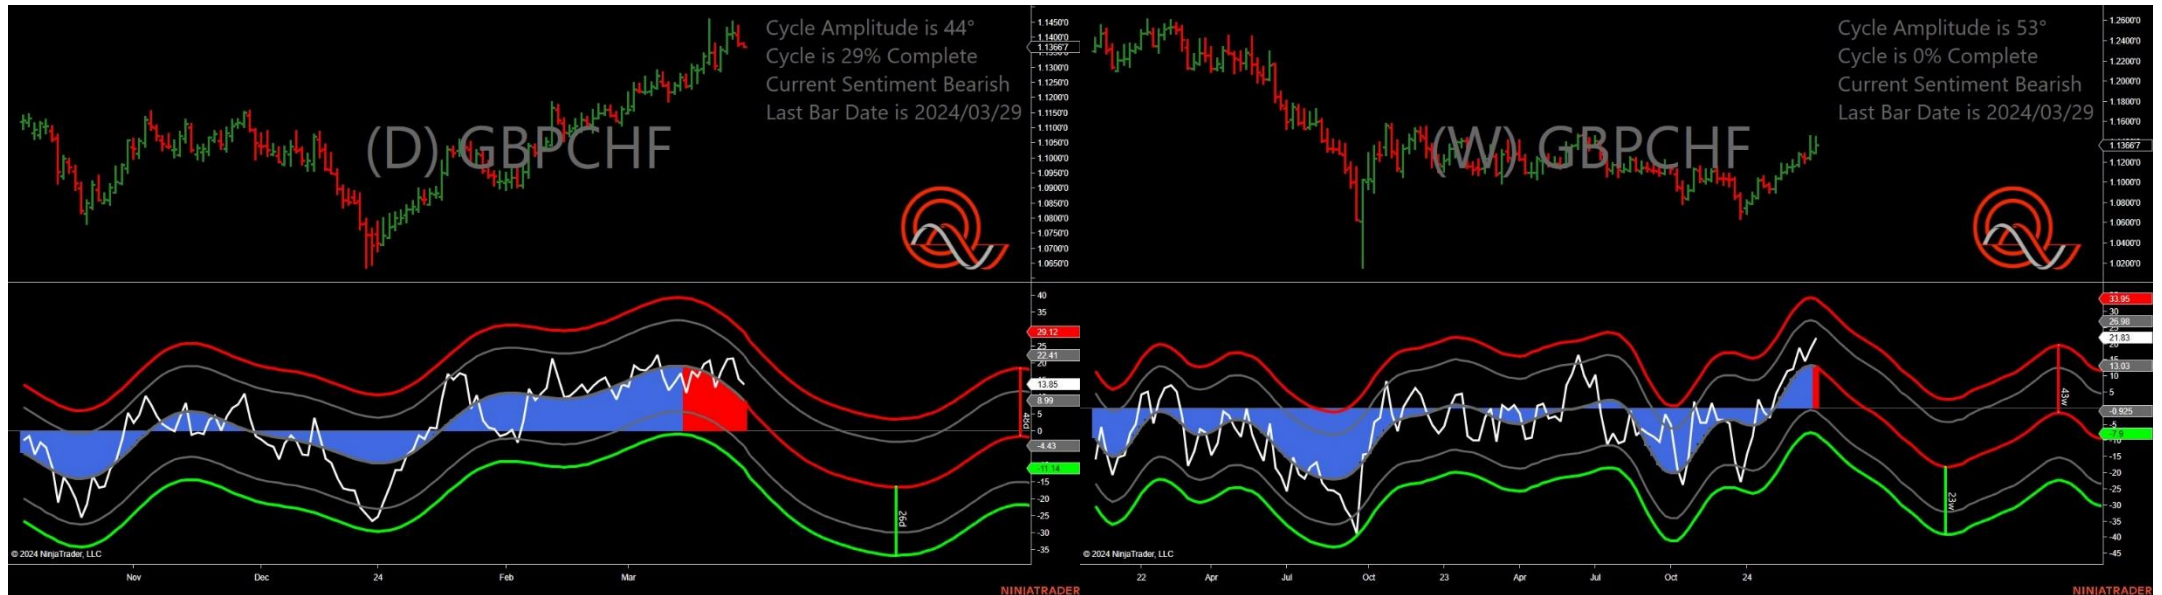 Cycle Amplitude is 44°
Cycle is 29% Complete
Current Sentiment Bearish
Last Bar Date is 2024/03/29
(D) GBPCHF
1.1450'0
1.1400'0
1.1366'7
1.1300'0
1.1250'0
1.1200'0
1.1150'0
1.1100'0
1.1050'0
1.1000'0
1.0950'0
1.0900'0
1.0850'0
1.0800'0
1.0750'0
1.0700'0
1.0650'0
40
35
29.12
25
22.41
13.85
8.99
5
0
-4.43
-11.14
-15
-20
-25
-30
-35
26d
© 2024 NinjaTrader, LLC
Nov
Dec
24
Feb
Mar
NINJATRADER
Cycle Amplitude is 53°
Cycle is 0% Complete
Current Sentiment Bearish
Last Bar Date is 2024/03/29
(W) GBPCHF
1.2600'0
1.2400'0
1.2200'0
1.2000'0
1.1800'0
1.1600'0
1.1366'7
1.1200'0
1.1000'0
1.0800'0
1.0600'0
1.0400'0
1.0200'0
33.95
26.98
21.83
15
13.03
10
5
-0.925
-5
-7.9
-15
-20
-25
-30
-35
-40
-45
43w
23w
© 2024 NinjaTrader, LLC
22
Apr
Jul
Oct
23
Apr
Jul
Oct
24
NINJATRADER